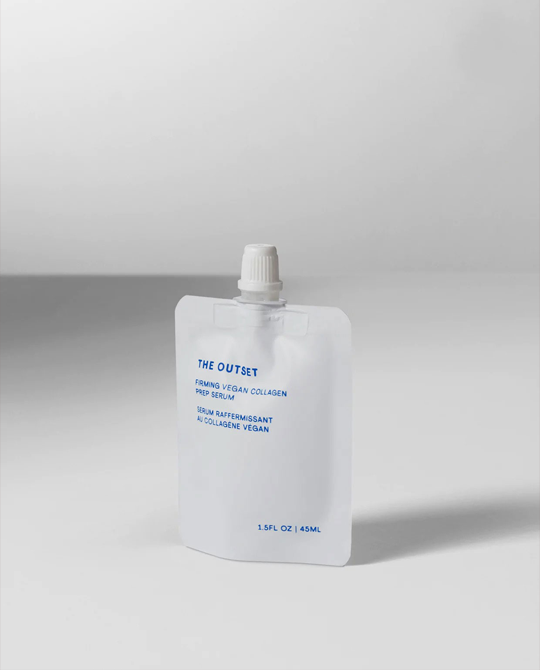 THE OUTSET
FIRMING VEGAN COLLAGEN
PREP SERUM
SÉRUM RAFFERMISSANT
AU COLLAGÈNE VEGAN
1.5FL OZ | 45ML